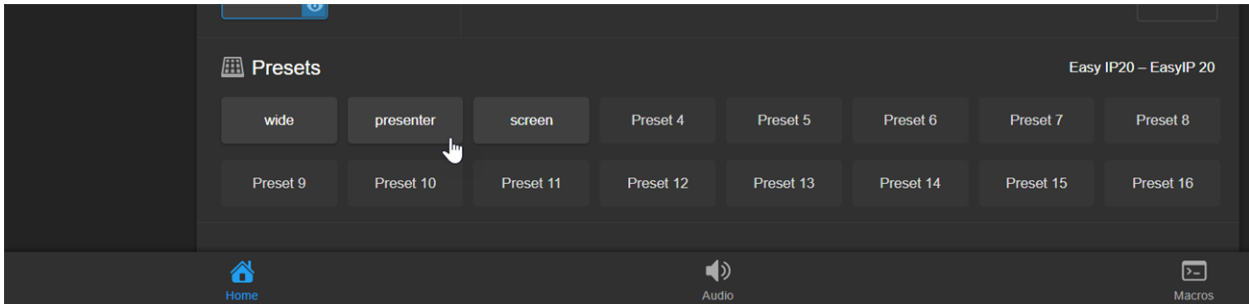 Presets
Easy IP20 – EasyIP 20
wide presenter screen Preset 4 Preset 5 Preset 6 Preset 7 Preset 8
Preset 9 Preset 10 Preset 11 Preset 12 Preset 13 Preset 14 Preset 15 Preset 16
Home Audio Macros